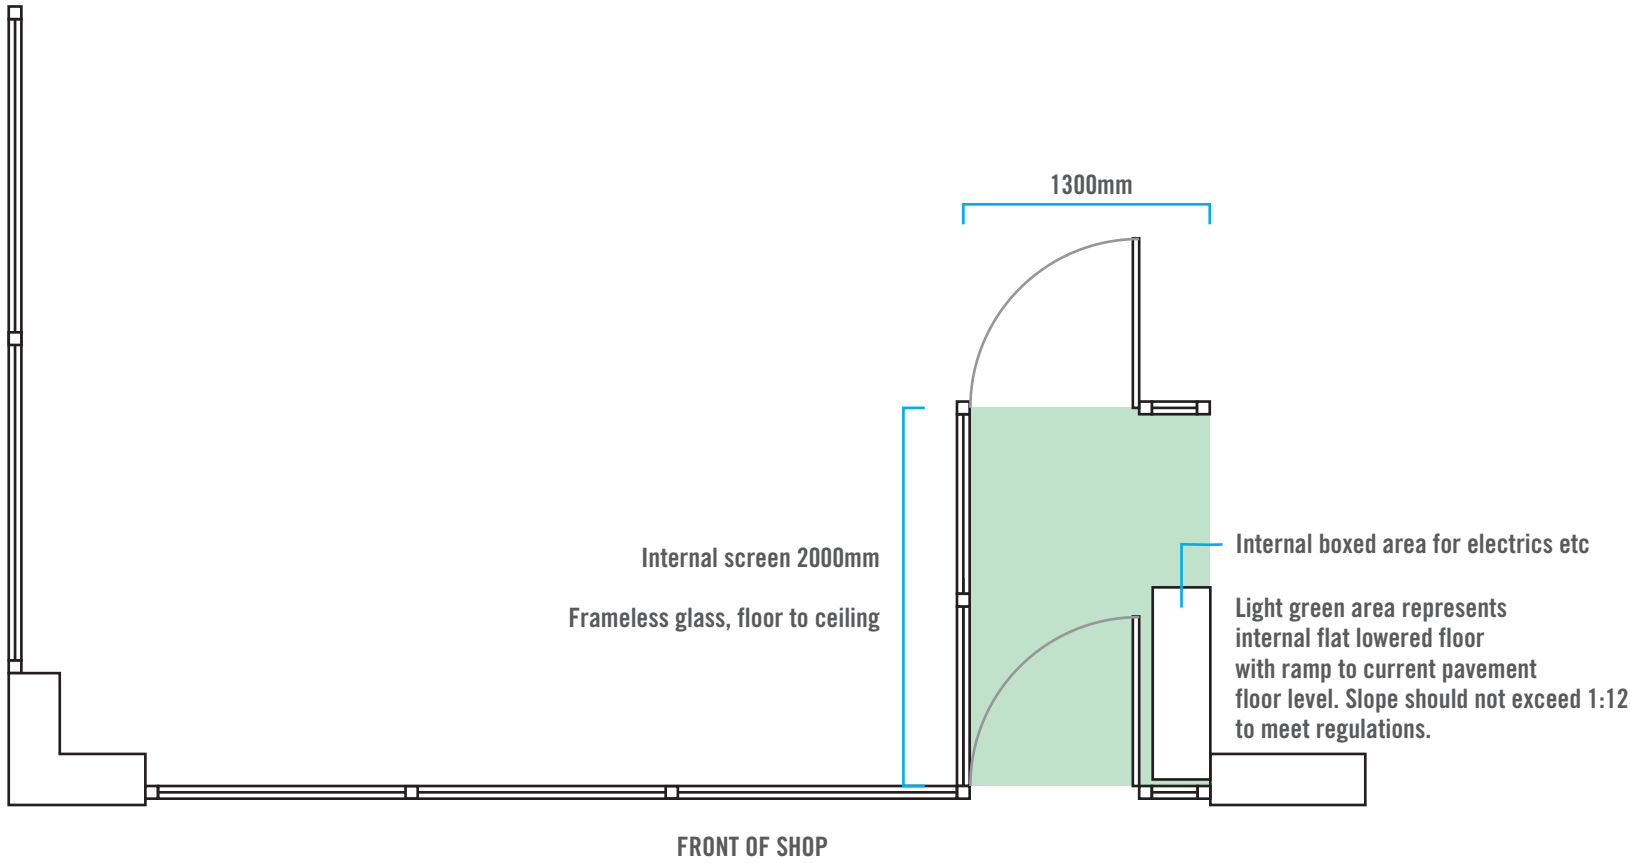 1300mm
Internal screen 2000mm
Frameless glass, floor to ceiling
Internal boxed area for electrics etc
Light green area represents
internal flat lowered floor
with ramp to current pavement
floor level. Slope should not exceed 1:12
to meet regulations.
FRONT OF SHOP